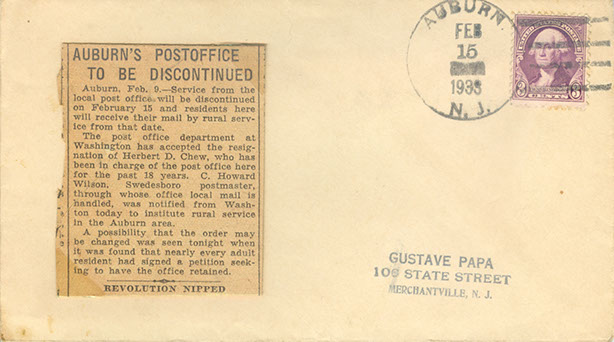 AUBURN'S POSTOFFICE
TO BE DISCONTINUED
Auburn, Feb. 9.—Service from the
local post office will be discontinued
on February 15 and residents here
will receive their mail by rural serv-
ice from that date.
The post office department at
Washington has accepted the resig-
nation of Herbert D. Chew, who has
been in charge of the post office here
for the past 18 years. C. Howard
Wilson, Swedesboro postmaster,
through whose office local mail is
handled, was notified from Wash-
ton today to institute rural service
in the Auburn area.
A possibility that the order may
be changed was seen tonight when
it was found that nearly every adult
resident had signed a petition seek-
ing to have the office retained.
REVOLUTION NIPPED
AUBURN
FEB
15
1933
N. J.
3 CENTS 3
GUSTAVE PAPA
109 STATE STREET
MERCHANTVILLE, N. J.